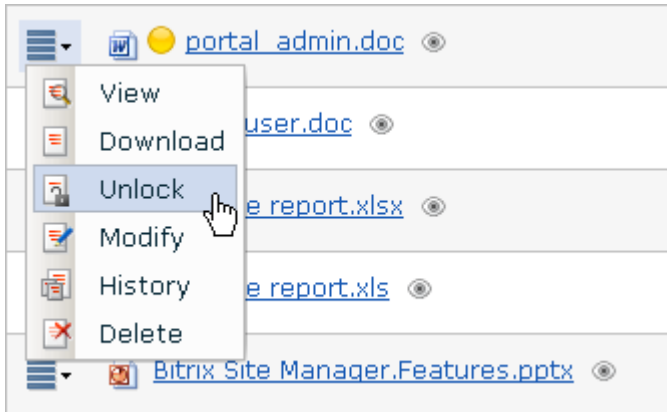 portal_admin.doc
View
user.doc
Download
Unlock
e report.xlsx
Modify
History
e report.xls
Delete
Bitrix Site Manager.Features.pptx